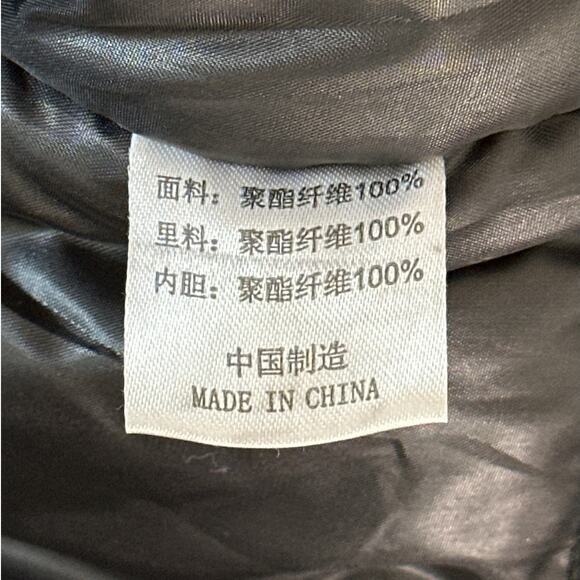 面料：聚酯纤维100%
里料：聚酯纤维100%
内胆：聚酯纤维100%
中国制造
MADE IN CHINA